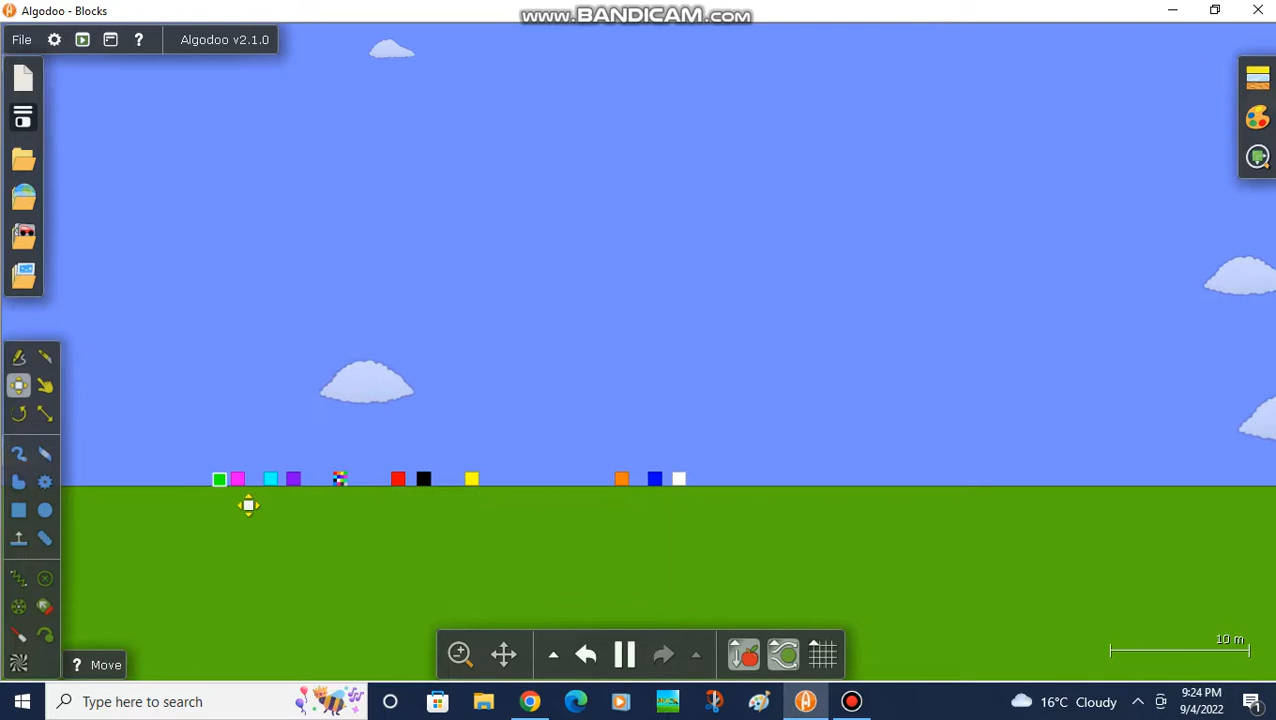 Algodoo - Blocks
www.BANDICAM.com
File
?
Algodoo v2.1.0
10 m
? Move
Type here to search
16°C Cloudy
9:24 PM
9/4/2022
1